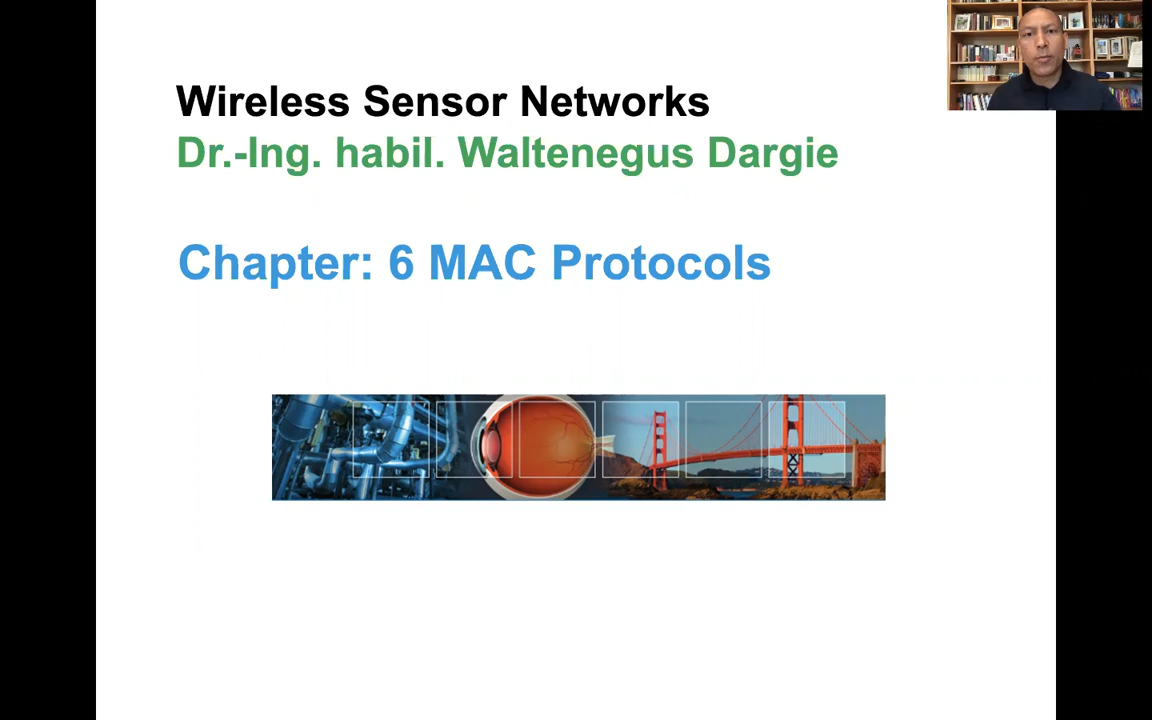 Wireless Sensor Networks
Dr.-Ing. habil. Waltenegus Dargie
Chapter: 6 MAC Protocols